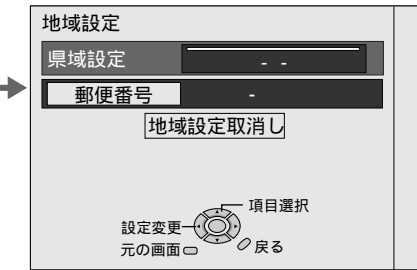 地域設定
県域設定 - -
郵便番号 -
地域設定取消し
項目選択
設定変更
元の画面 戻る